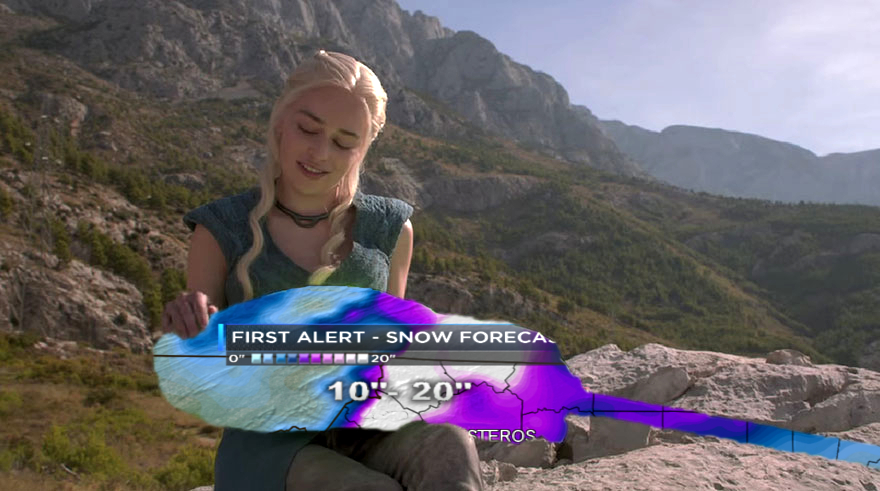 FIRST ALERT - SNOW FORECAS
0" 20"
10"- 20"
STEROS